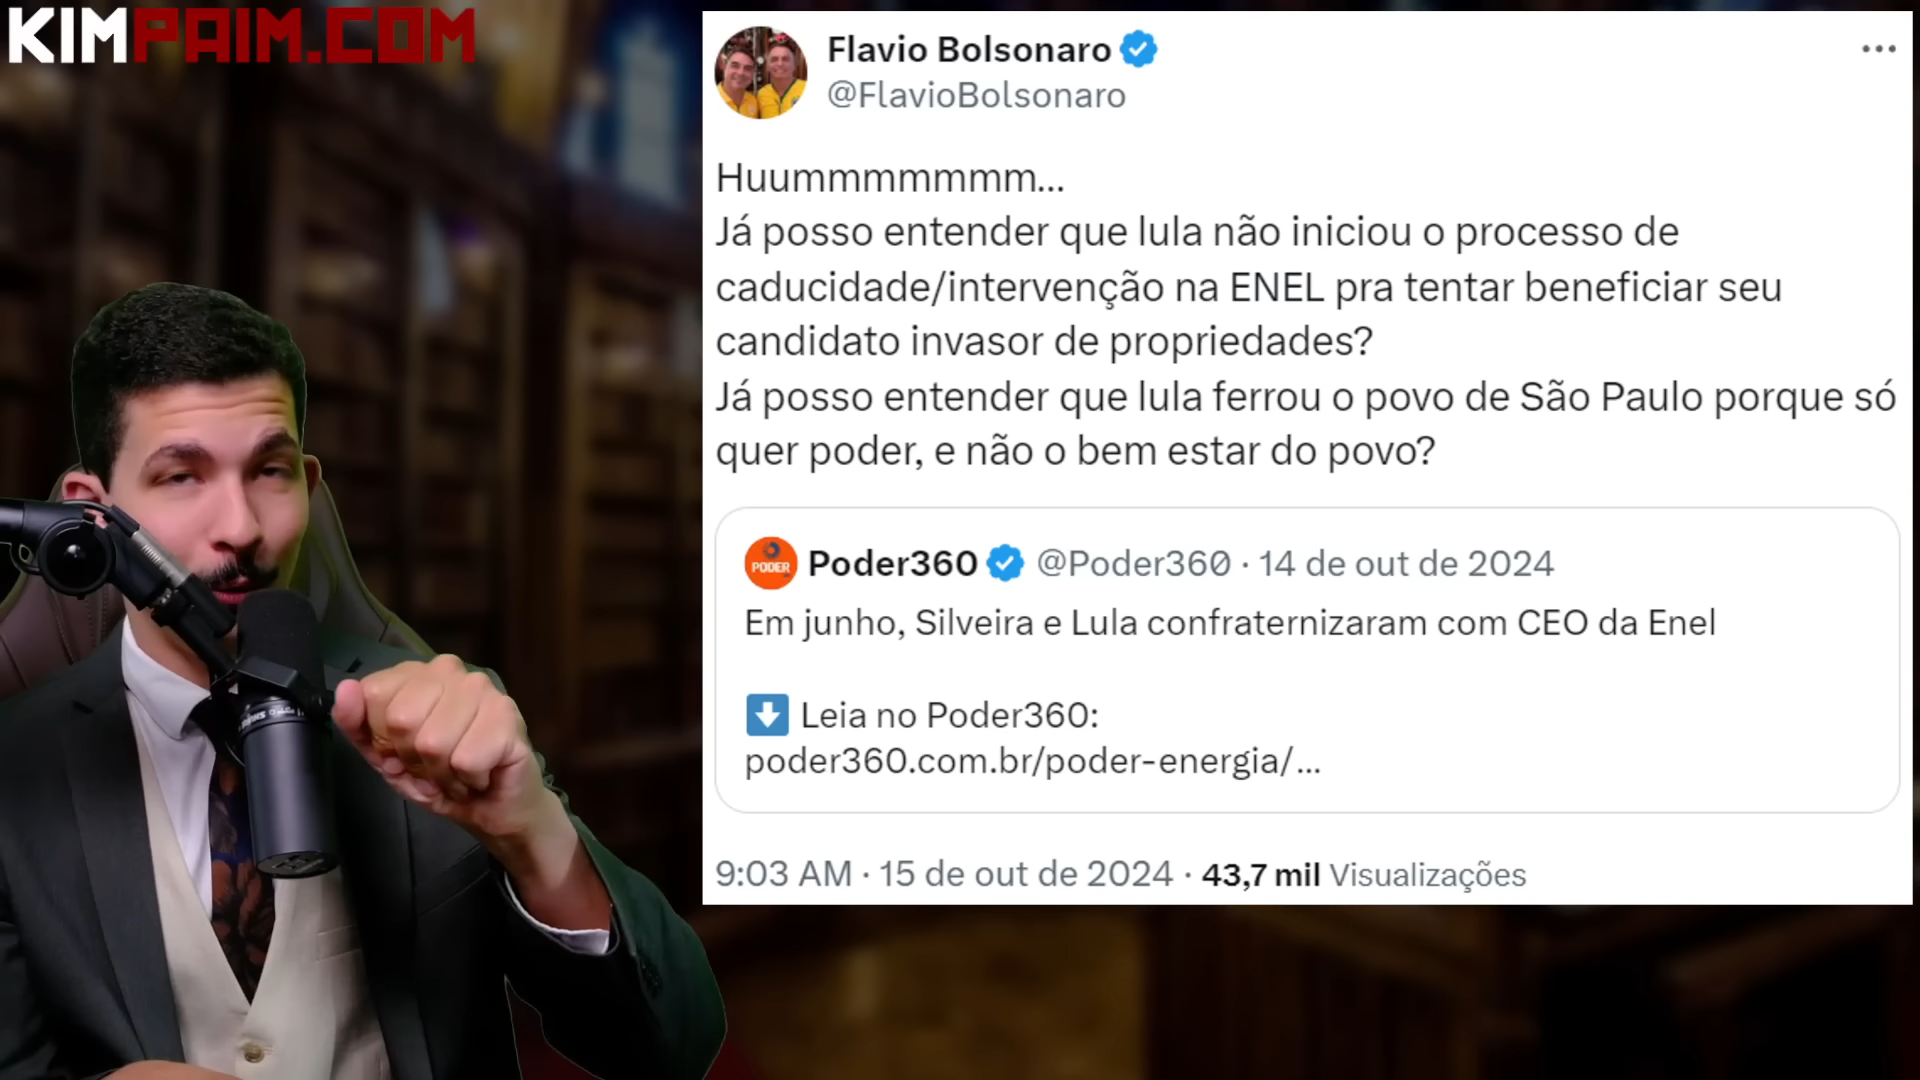 KIMPAIM.COM
Flavio Bolsonaro
@FlavioBolsonaro
Huummmmmmm...
Já posso entender que lula não iniciou o processo de
caducidade/intervenção na ENEL pra tentar beneficiar seu
candidato invasor de propriedades?
Já posso entender que lula ferrou o povo de São Paulo porque só
quer poder, e não o bem estar do povo?
PODER
Poder360 @Poder360 · 14 de out de 2024
Em junho, Silveira e Lula confraternizaram com CEO da Enel
Leia no Poder360:
poder360.com.br/poder-energia/...
9:03 AM · 15 de out de 2024 · 43,7 mil Visualizações